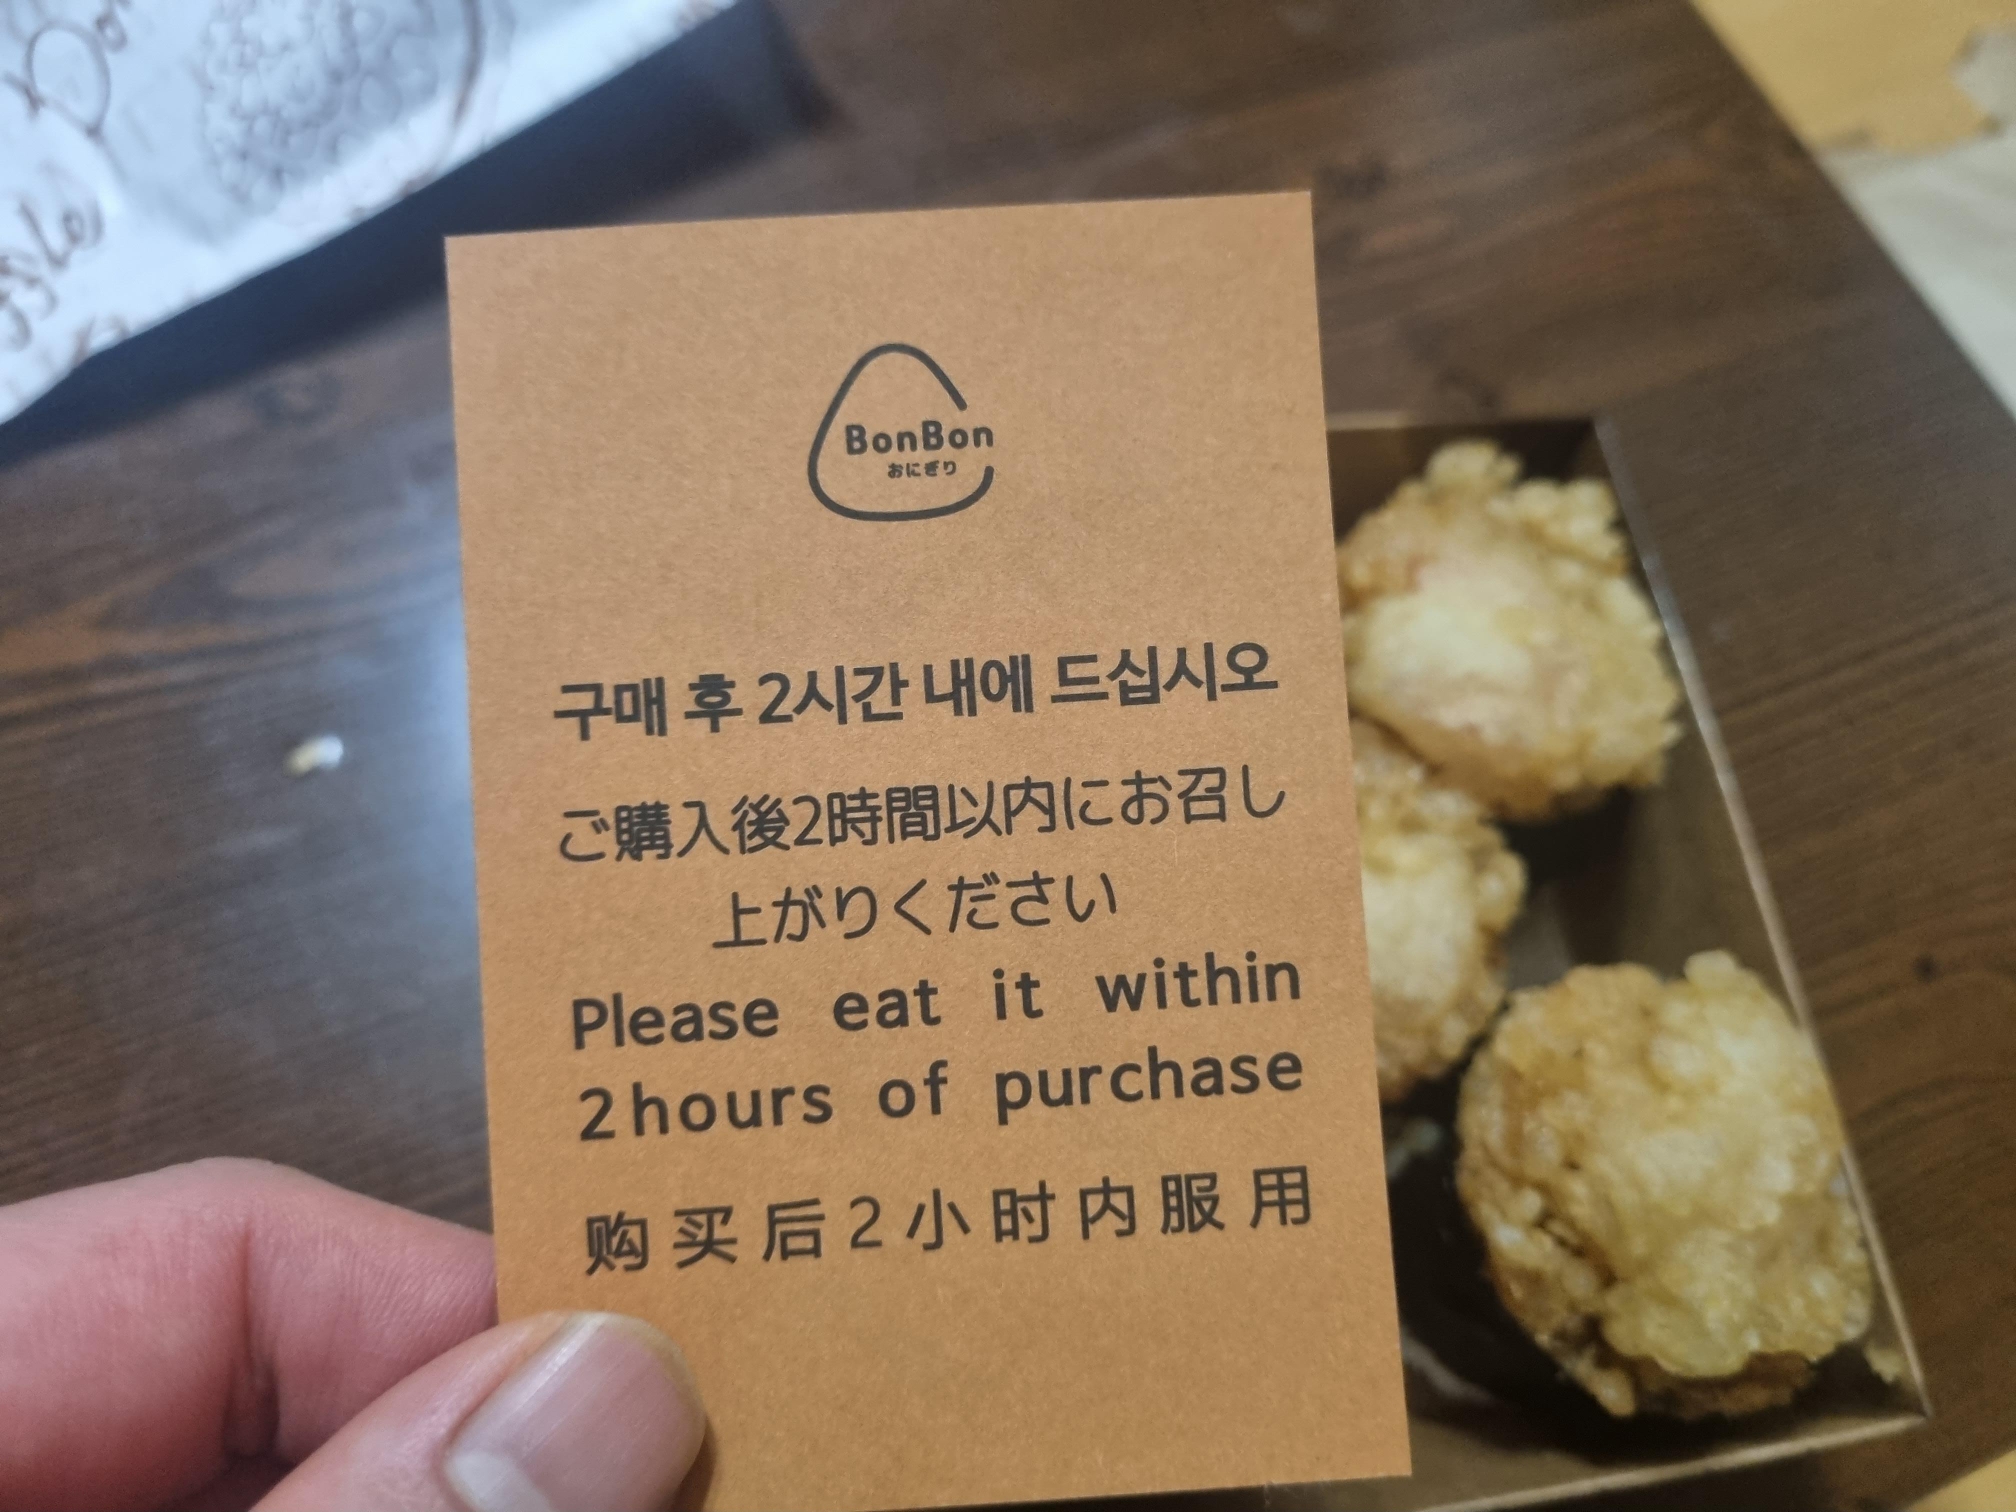 BonBon
おにぎり
구매 후 2시간 내에 드십시오
ご購入後2時間以内にお召し
上がりください
Please eat it within
2hours of purchase
购买后2小时内服用